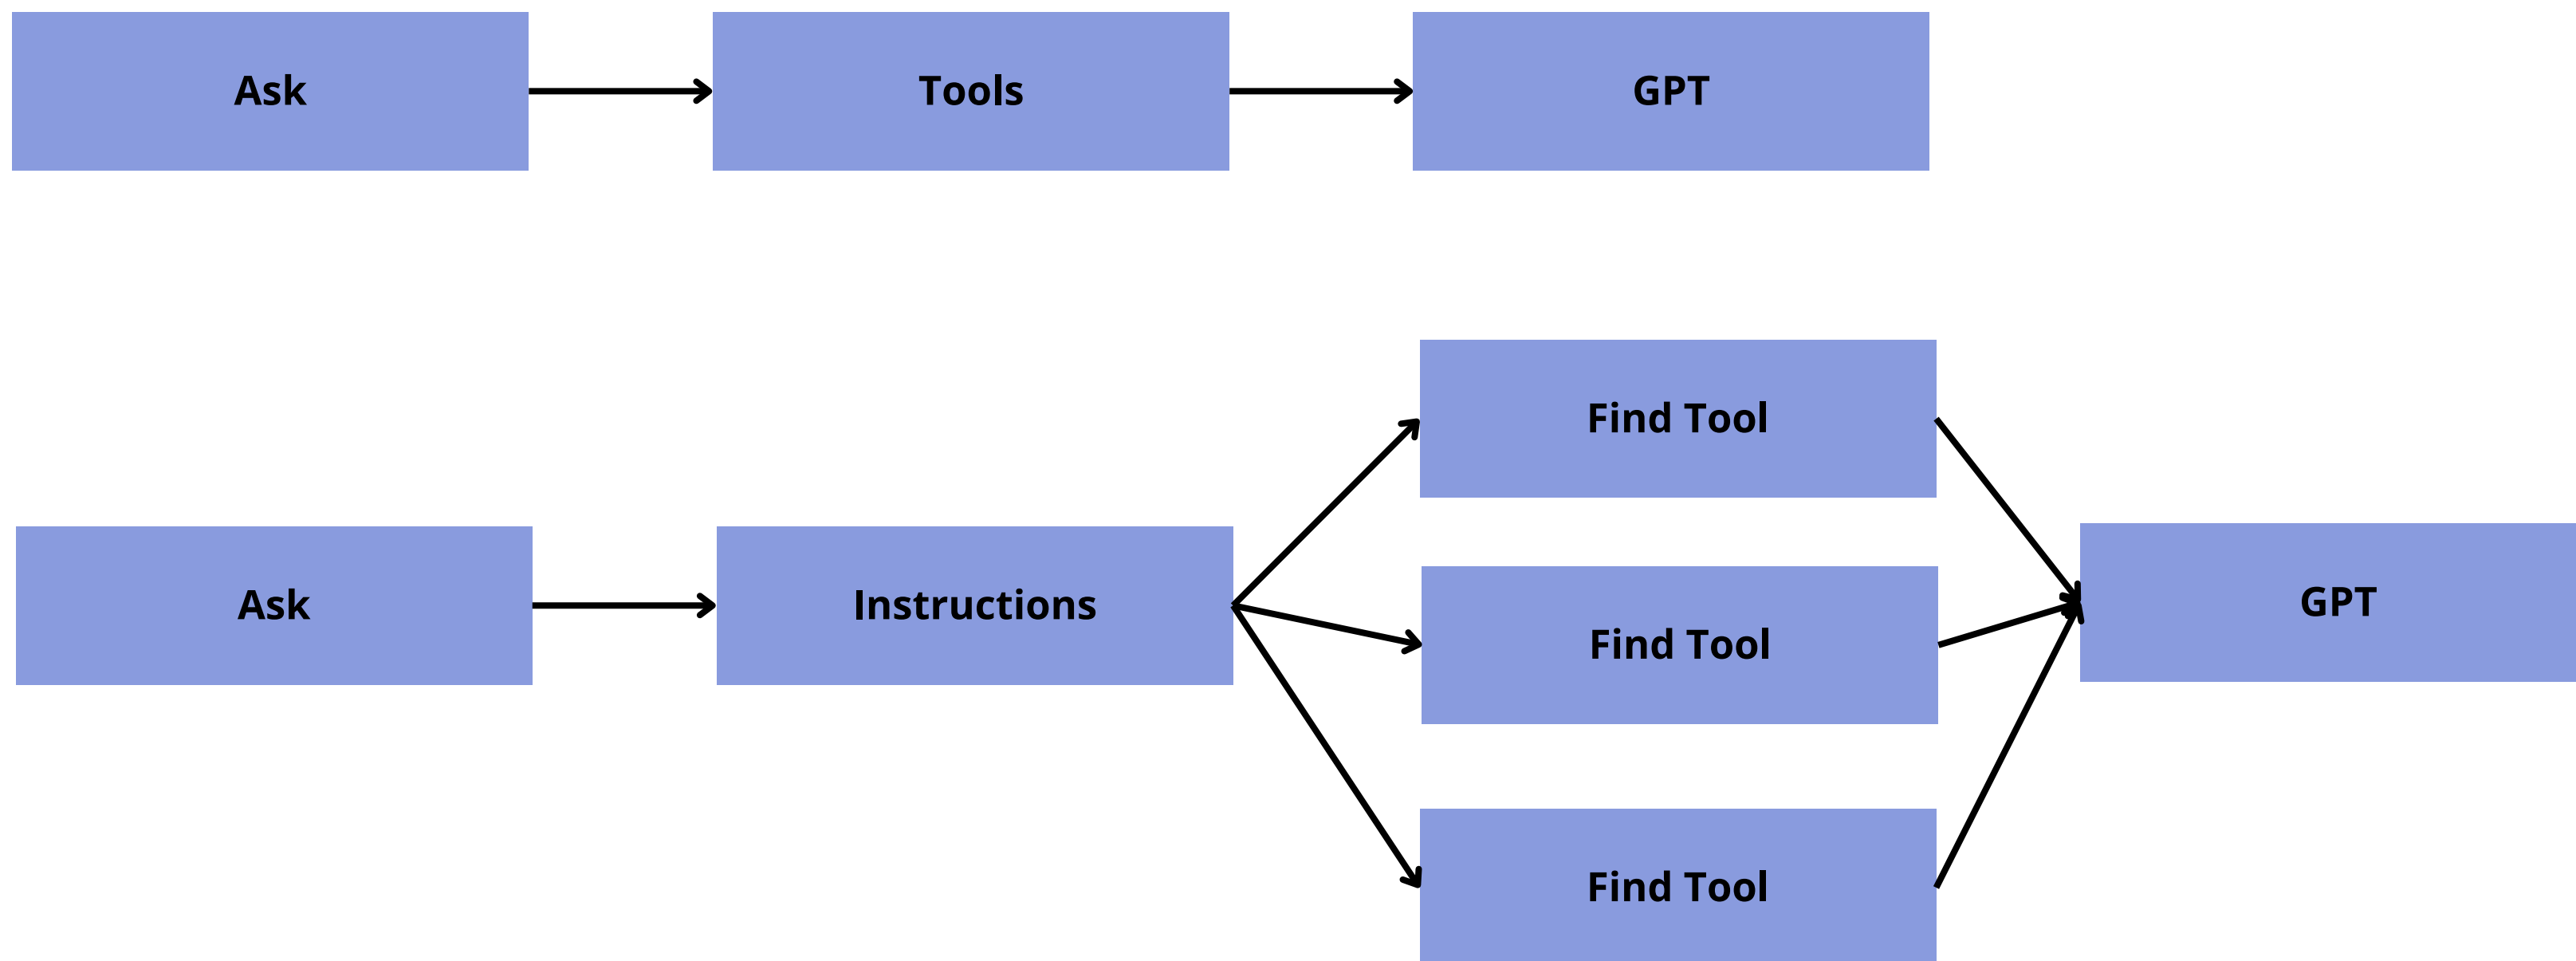 Ask
Tools
GPT
Find Tool
Ask
Instructions
Find Tool
GPT
Find Tool